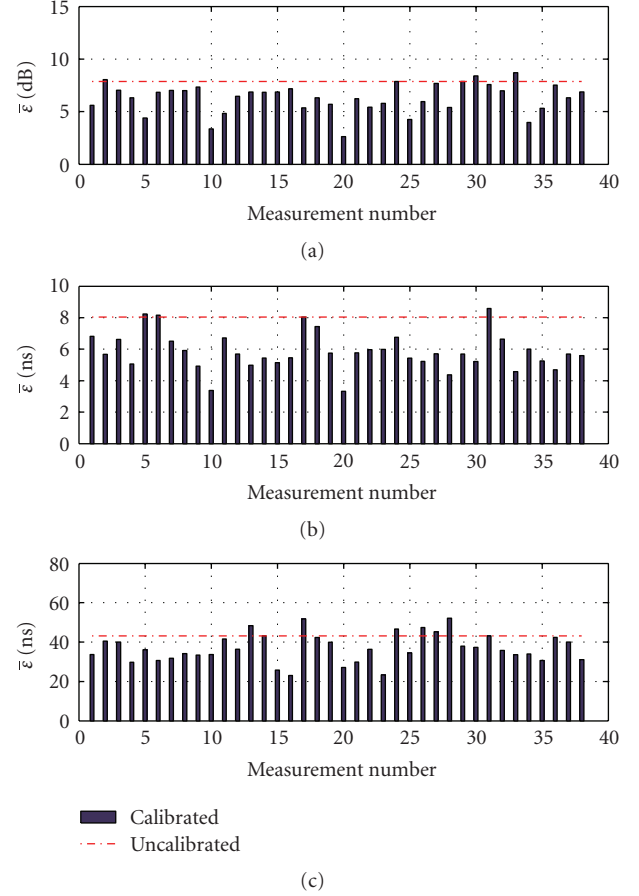 15
10
5
0
ε̄ (dB)
0 5 10 15 20 25 30 35 40
Measurement number
(a)
10
8
6
4
2
0
ε̄ (ns)
0 5 10 15 20 25 30 35 40
Measurement number
(b)
80
60
40
20
0
ε̄ (ns)
0 5 10 15 20 25 30 35 40
Measurement number
Calibrated
Uncalibrated
(c)